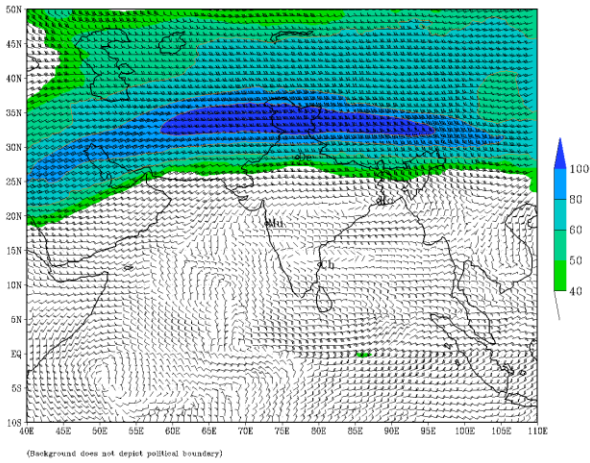 50N
45N
40N
35N
30N
25N
20N
15N
10N
5N
EQ
5S
10S
40E 45E 50E 55E 60E 65E 70E 75E 80E 85E 90E 95E 100E 105E 110E
Mu
Ch
100
80
60
50
40
(Background does not depict political boundary)